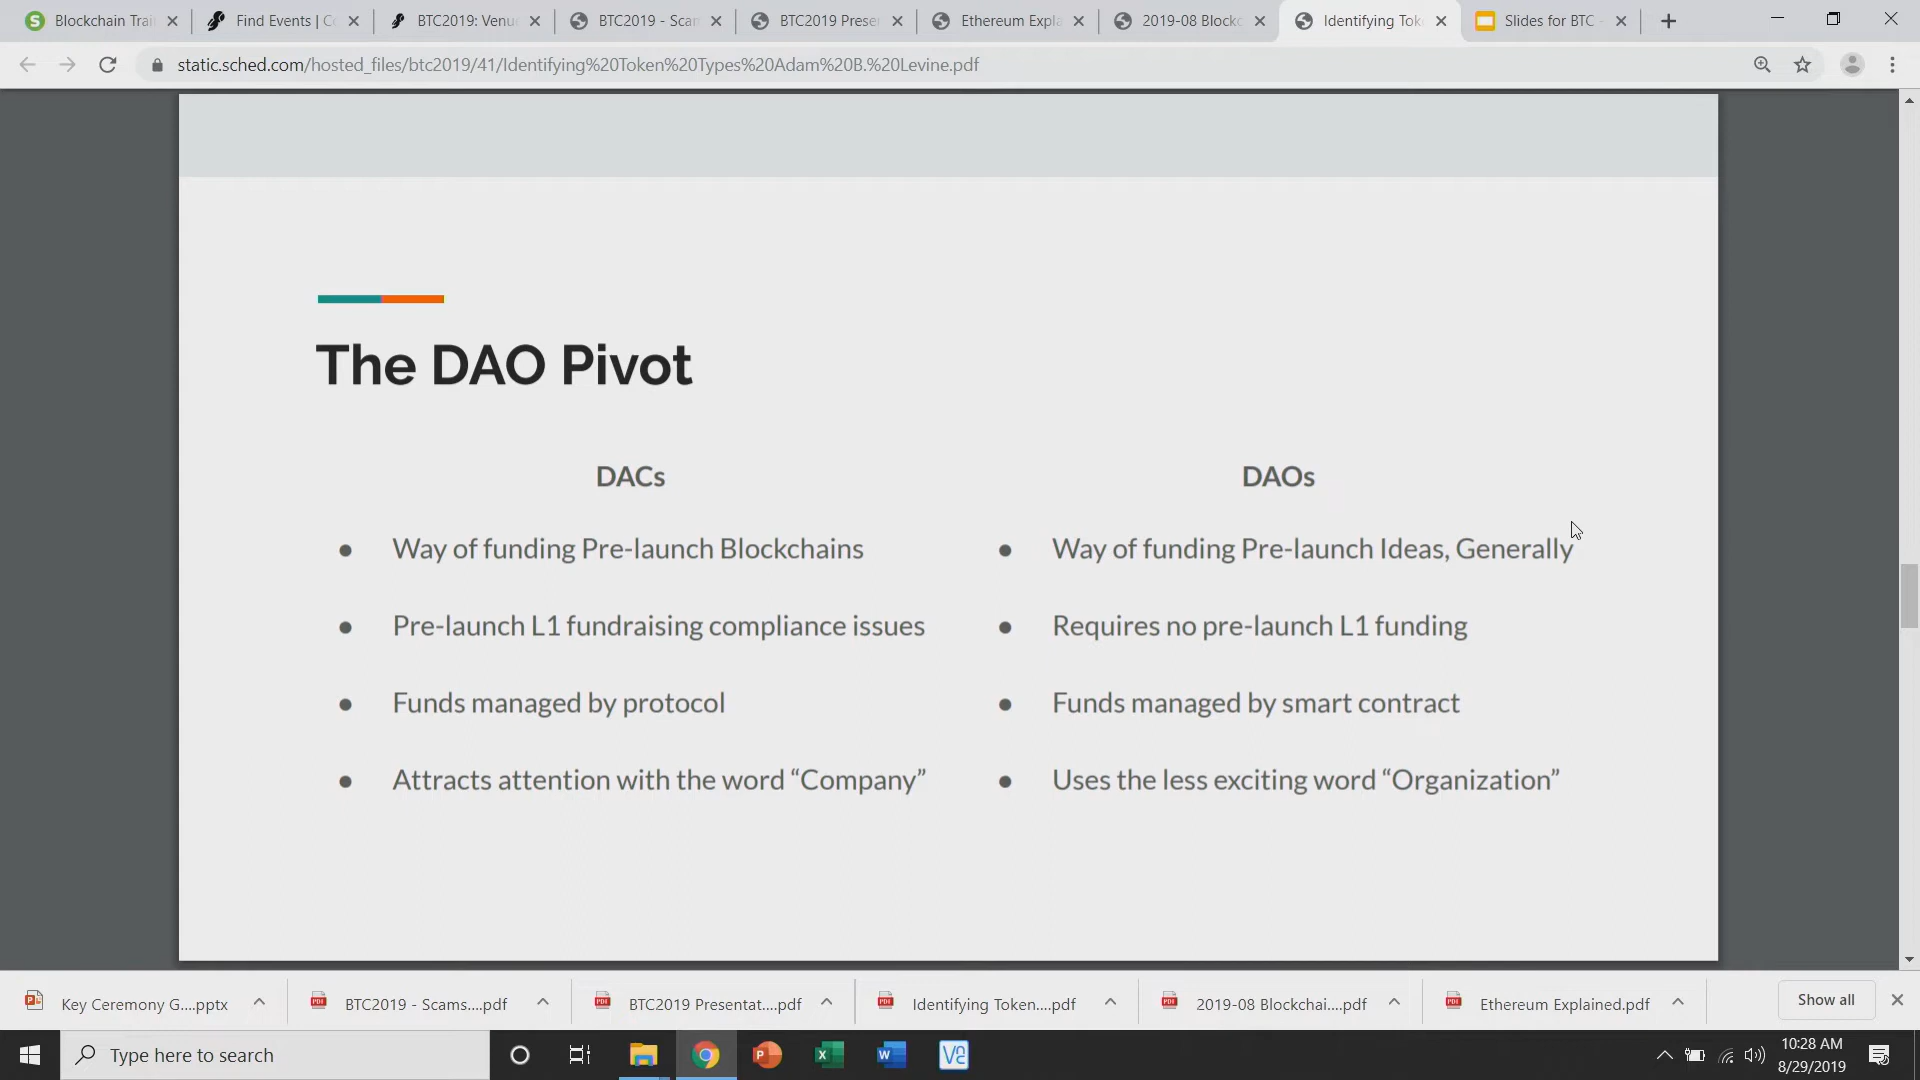 Blockchain Trai
Find Events | C
BTC2019: Venu
BTC2019 - Scam
BTC2019 Prese
Ethereum Expla
2019-08 Blockc
Identifying Tok
Slides for BTC -
static.sched.com/hosted_files/btc2019/41/Identifying%20Token%20Types%20Adam%20B.%20Levine.pdf
The DAO Pivot
DACs
● Way of funding Pre-launch Blockchains
● Pre-launch L1 fundraising compliance issues
● Funds managed by protocol
● Attracts attention with the word “Company”
DAOs
● Way of funding Pre-launch Ideas, Generally
● Requires no pre-launch L1 funding
● Funds managed by smart contract
● Uses the less exciting word “Organization”
Key Ceremony G....pptx
BTC2019 - Scams....pdf
BTC2019 Presentat....pdf
Identifying Token....pdf
2019-08 Blockchai....pdf
Ethereum Explained.pdf
Show all
Type here to search
10:28 AM
8/29/2019